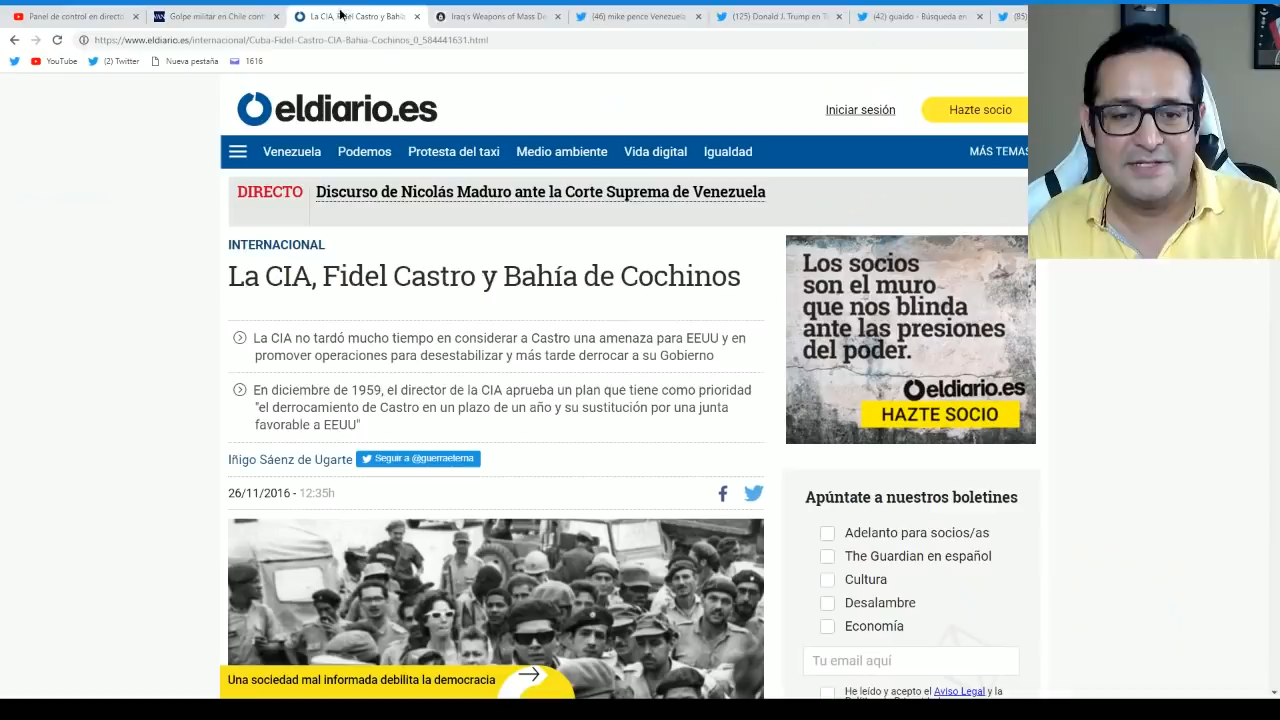 Panel de control en directo
Golpe militar en Chile cont
La CIA, Fidel Castro y Bahía
Iraq's Weapons of Mass De
(46) mike pence Venezuela
(125) Donald J. Trump en T
(42) guaido - Búsqueda en
(85)
https://www.eldiario.es/internacional/Cuba-Fidel-Castro-CIA-Bahia-Cochinos_0_584441631.html
YouTube
(2) Twitter
Nueva pestaña
1616
eldiario.es
Iniciar sesión
Hazte socio
Venezuela
Podemos
Protesta del taxi
Medio ambiente
Vida digital
Igualdad
MÁS TEMAS
DIRECTO
Discurso de Nicolás Maduro ante la Corte Suprema de Venezuela
INTERNACIONAL
La CIA, Fidel Castro y Bahía de Cochinos
La CIA no tardó mucho tiempo en considerar a Castro una amenaza para EEUU y en
promover operaciones para desestabilizar y más tarde derrocar a su Gobierno
En diciembre de 1959, el director de la CIA aprueba un plan que tiene como prioridad
"el derrocamiento de Castro en un plazo de un año y su sustitución por una junta
favorable a EEUU"
Iñigo Sáenz de Ugarte
Seguir a @guerraeterna
26/11/2016 - 12:35h
Una sociedad mal informada debilita la democracia
Los socios
son el muro
que nos blinda
ante las presiones
del poder.
eldiario.es
HAZTE SOCIO
Apúntate a nuestros boletines
Adelanto para socios/as
The Guardian en español
Cultura
Desalambre
Economía
Tu email aquí
He leído y acepto el Aviso Legal y la